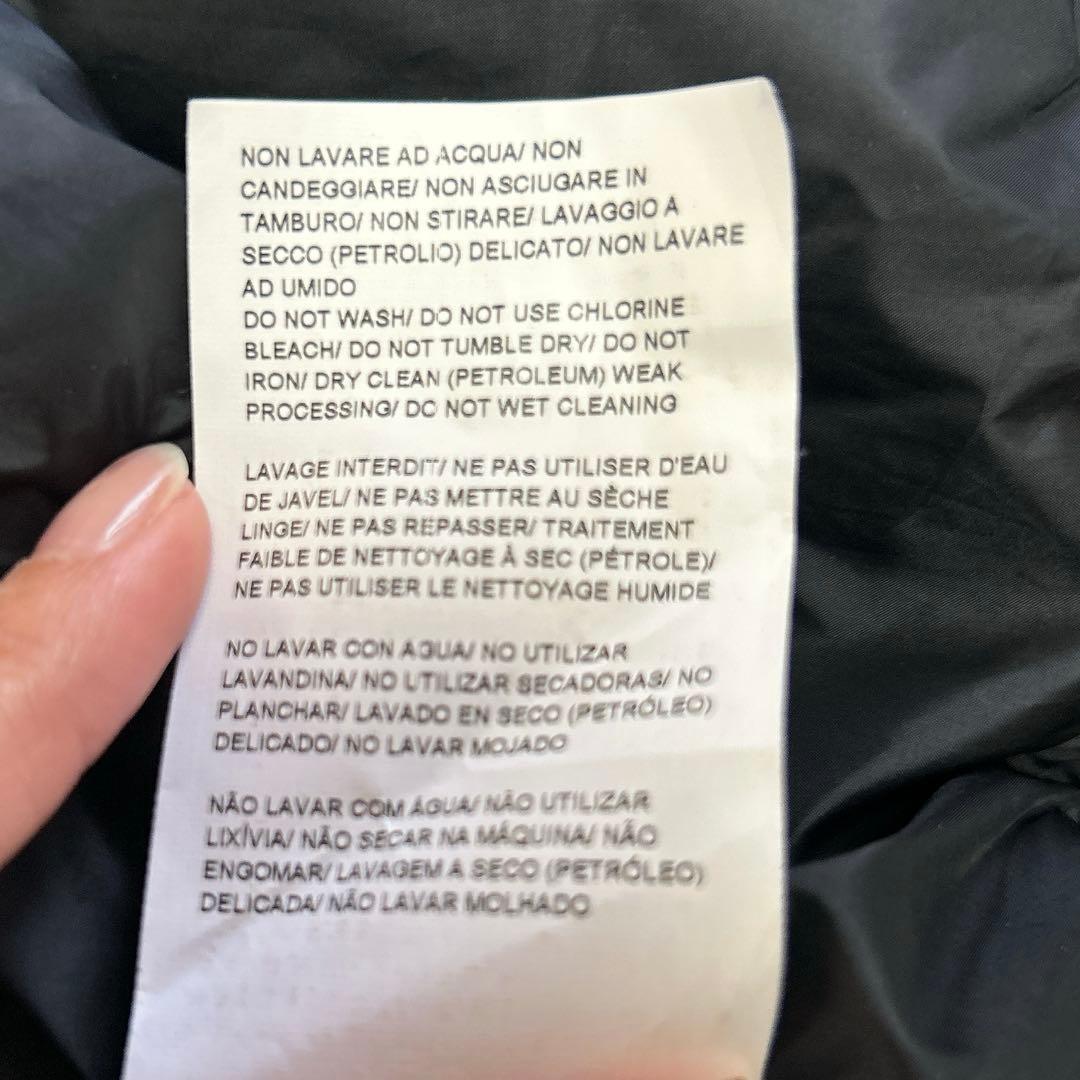 NON LAVARE AD ACQUA/ NON
CANDEGGIARE/ NON ASCIUGARE IN
TAMBURO/ NON STIRARE/ LAVAGGIO A
SECCO (PETROLIO) DELICATO/ NON LAVARE
AD UMIDO
DO NOT WASH/ DO NOT USE CHLORINE
BLEACH/ DO NOT TUMBLE DRY/ DO NOT
IRON/ DRY CLEAN (PETROLEUM) WEAK
PROCESSING/ DO NOT WET CLEANING
LAVAGE INTERDIT/ NE PAS UTILISER D'EAU
DE JAVEL/ NE PAS METTRE AU SÈCHE
LINGE/ NE PAS REPASSER/ TRAITEMENT
FAIBLE DE NETTOYAGE À SEC (PÉTROLE)/
NE PAS UTILISER LE NETTOYAGE HUMIDE
NO LAVAR CON AGUA/ NO UTILIZAR
LAVANDINA/ NO UTILIZAR SECADORAS/ NO
PLANCHAR/ LAVADO EN SECO (PETRÓLEO)
DELICADO/ NO LAVAR MOJADO
NÃO LAVAR COM ÁGUA/ NÃO UTILIZAR
LIXÍVIA/ NÃO SECAR NA MÁQUINA/ NÃO
ENGOMAR/ LAVAGEM A SECO (PETRÓLEO)
DELICADA/ NÃO LAVAR MOLHADO